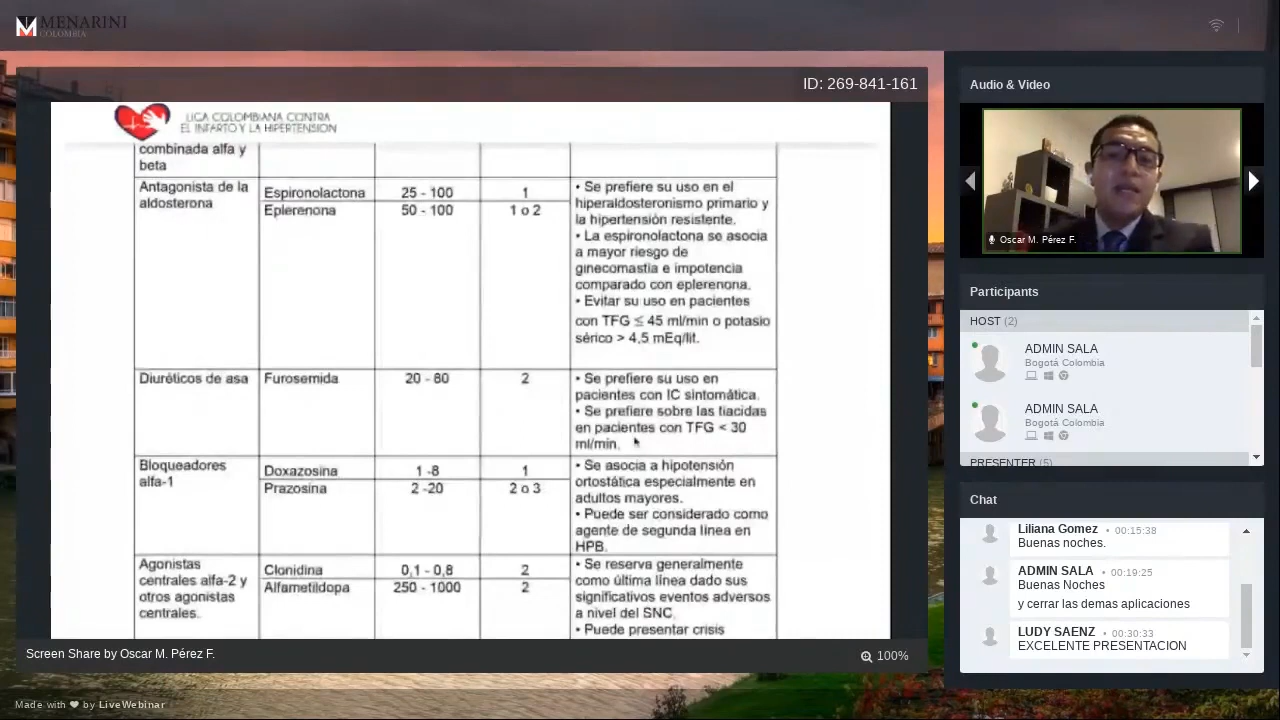 MENARINI
COLOMBIA
ID: 269-841-161
LIGA COLOMBIANA CONTRA
EL INFARTO Y LA HIPERTENSION
combinada alfa y
beta
Antagonista de la
aldosterona
Espironolactona
25 - 100
1
Eplerenona
50 - 100
1 o 2
• Se prefiere su uso en el
hiperaldosteronismo primario y
la hipertensión resistente.
• La espironolactona se asocia
a mayor riesgo de
ginecomastia e impotencia
comparado con eplerenona.
• Evitar su uso en pacientes
con TFG ≤ 45 ml/min o potasio
sérico > 4,5 mEq/lit.
Diuréticos de asa
Furosemida
20 - 80
2
• Se prefiere su uso en
pacientes con IC sintomática.
• Se prefiere sobre las tiacidas
en pacientes con TFG < 30
ml/min.
Bloqueadores
alfa-1
Doxazosina
1 -8
1
Prazosina
2 -20
2 o 3
• Se asocia a hipotensión
ortostática especialmente en
adultos mayores.
• Puede ser considerado como
agente de segunda línea en
HPB.
Agonistas
centrales alfa-2 y
otros agonistas
centrales.
Clonidina
0,1 - 0,8
2
Alfametildopa
250 - 1000
2
• Se reserva generalmente
como última línea dado sus
significativos eventos adversos
a nivel del SNC.
• Puede presentar crisis
Screen Share by Oscar M. Pérez F.
100%
Made with ❤ by LiveWebinar
Audio & Video
Oscar M. Pérez F.
Participants
HOST (2)
ADMIN SALA
Bogotá Colombia
ADMIN SALA
Bogotá Colombia
PRESENTER (5)
Chat
Liliana Gomez • 00:15:38
Buenas noches.
ADMIN SALA • 00:19:25
Buenas Noches
y cerrar las demas aplicaciones
LUDY SAENZ • 00:30:33
EXCELENTE PRESENTACION